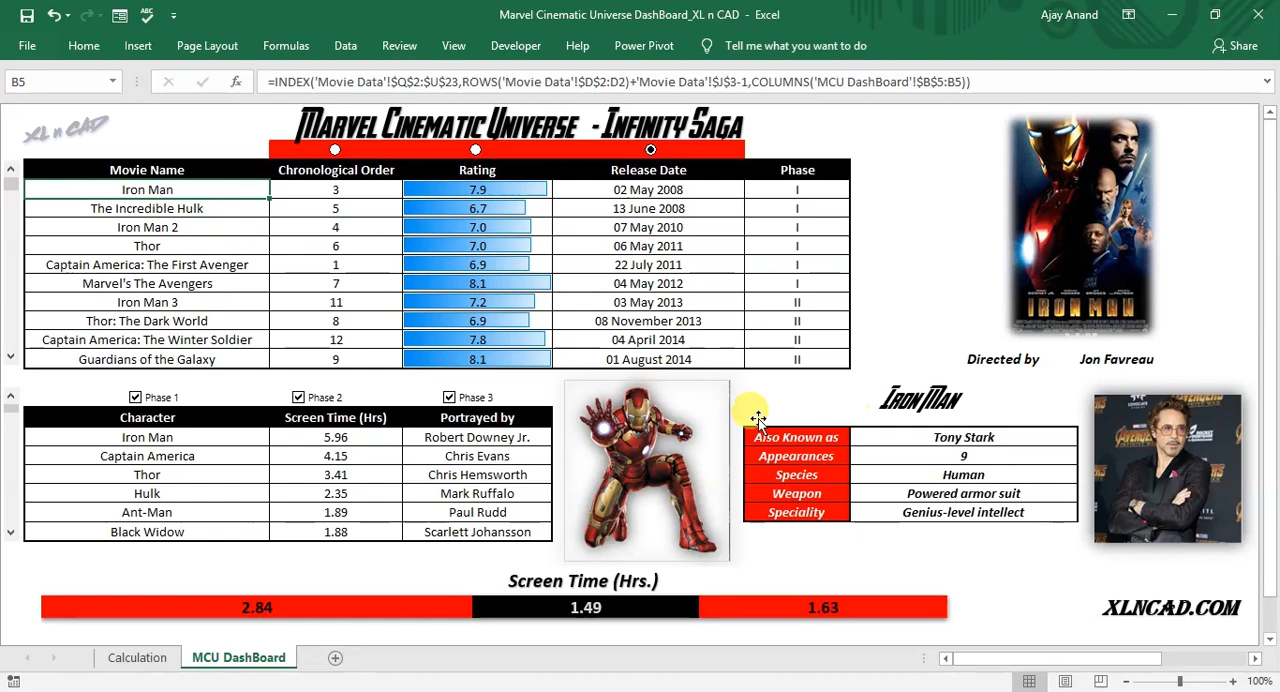 Marvel Cinematic Universe DashBoard_XL n CAD - Excel
Ajay Anand
File Home Insert Page Layout Formulas Data Review View Developer Help Power Pivot Tell me what you want to do Share
B5 fx =INDEX('Movie Data'!$Q$2:$U$23,ROWS('Movie Data'!$D$2:D2)+'Movie Data'!$J$3-1,COLUMNS('MCU DashBoard'!$B$5:B5))
XL n CAD
Marvel Cinematic Universe - Infinity Saga
Movie Name Chronological Order Rating Release Date Phase
Iron Man 3 7.9 02 May 2008 I
The Incredible Hulk 5 6.7 13 June 2008 I
Iron Man 2 4 7.0 07 May 2010 I
Thor 6 7.0 06 May 2011 I
Captain America: The First Avenger 1 6.9 22 July 2011 I
Marvel's The Avengers 7 8.1 04 May 2012 I
Iron Man 3 11 7.2 03 May 2013 II
Thor: The Dark World 8 6.9 08 November 2013 II
Captain America: The Winter Soldier 12 7.8 04 April 2014 II
Guardians of the Galaxy 9 8.1 01 August 2014 II
IRON MAN
Directed by Jon Favreau
Phase 1 Phase 2 Phase 3
Character Screen Time (Hrs) Portrayed by
Iron Man 5.96 Robert Downey Jr.
Captain America 4.15 Chris Evans
Thor 3.41 Chris Hemsworth
Hulk 2.35 Mark Ruffalo
Ant-Man 1.89 Paul Rudd
Black Widow 1.88 Scarlett Johansson
Iron Man
Also Known as Tony Stark
Appearances 9
Species Human
Weapon Powered armor suit
Speciality Genius-level intellect
Screen Time (Hrs.)
2.84 1.49 1.63
XLNCAD.COM
Calculation MCU DashBoard
100%